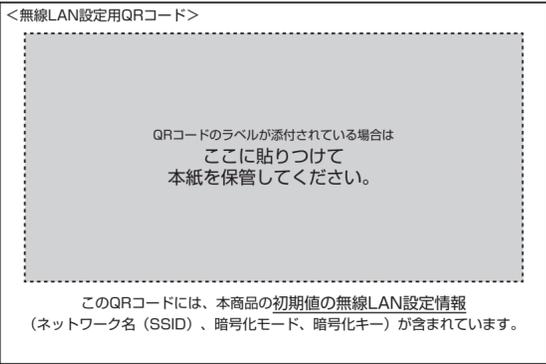 ＜無線LAN設定用QRコード＞
QRコードのラベルが添付されている場合は
ここに貼りつけて
本紙を保管してください。
このQRコードには、本商品の初期値の無線LAN設定情報
（ネットワーク名（SSID）、暗号化モード、暗号化キー）が含まれています。